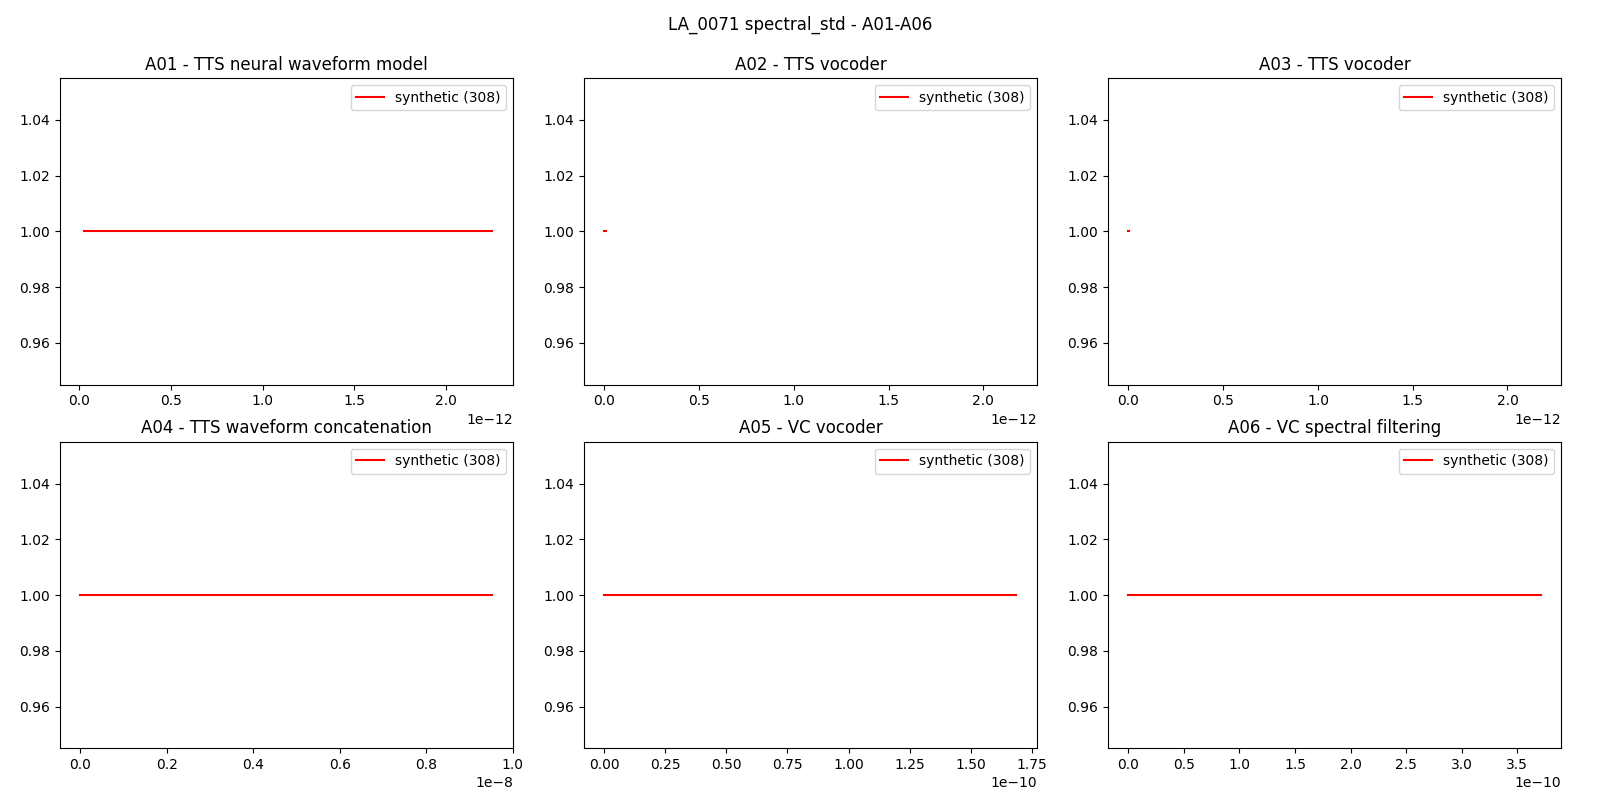 LA_0071 spectral_std - A01-A06
A01 - TTS neural waveform model
A02 - TTS vocoder
A03 - TTS vocoder
synthetic (308)
synthetic (308)
synthetic (308)
1.04
1.02
1.00
0.98
0.96
1.04
1.02
1.00
0.98
0.96
1.04
1.02
1.00
0.98
0.96
0.0 0.5 1.0 1.5 2.0
1e−12
0.0 0.5 1.0 1.5 2.0
1e−12
0.0 0.5 1.0 1.5 2.0
1e−12
A04 - TTS waveform concatenation
A05 - VC vocoder
A06 - VC spectral filtering
synthetic (308)
synthetic (308)
synthetic (308)
1.04
1.02
1.00
0.98
0.96
1.04
1.02
1.00
0.98
0.96
1.04
1.02
1.00
0.98
0.96
0.0 0.2 0.4 0.6 0.8 1.0
1e−8
0.00 0.25 0.50 0.75 1.00 1.25 1.50 1.75
1e−10
0.0 0.5 1.0 1.5 2.0 2.5 3.0 3.5
1e−10